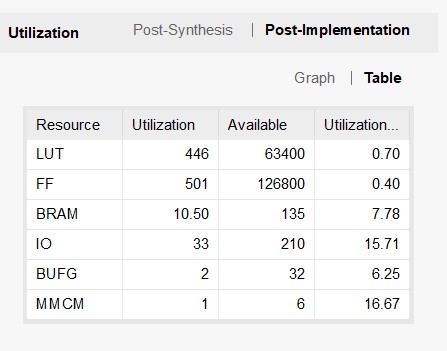 Utilization Post-Synthesis | Post-Implementation
Graph | Table
Resource Utilization Available Utilization...
LUT 446 63400 0.70
FF 501 126800 0.40
BRAM 10.50 135 7.78
IO 33 210 15.71
BUFG 2 32 6.25
MMCM 1 6 16.67